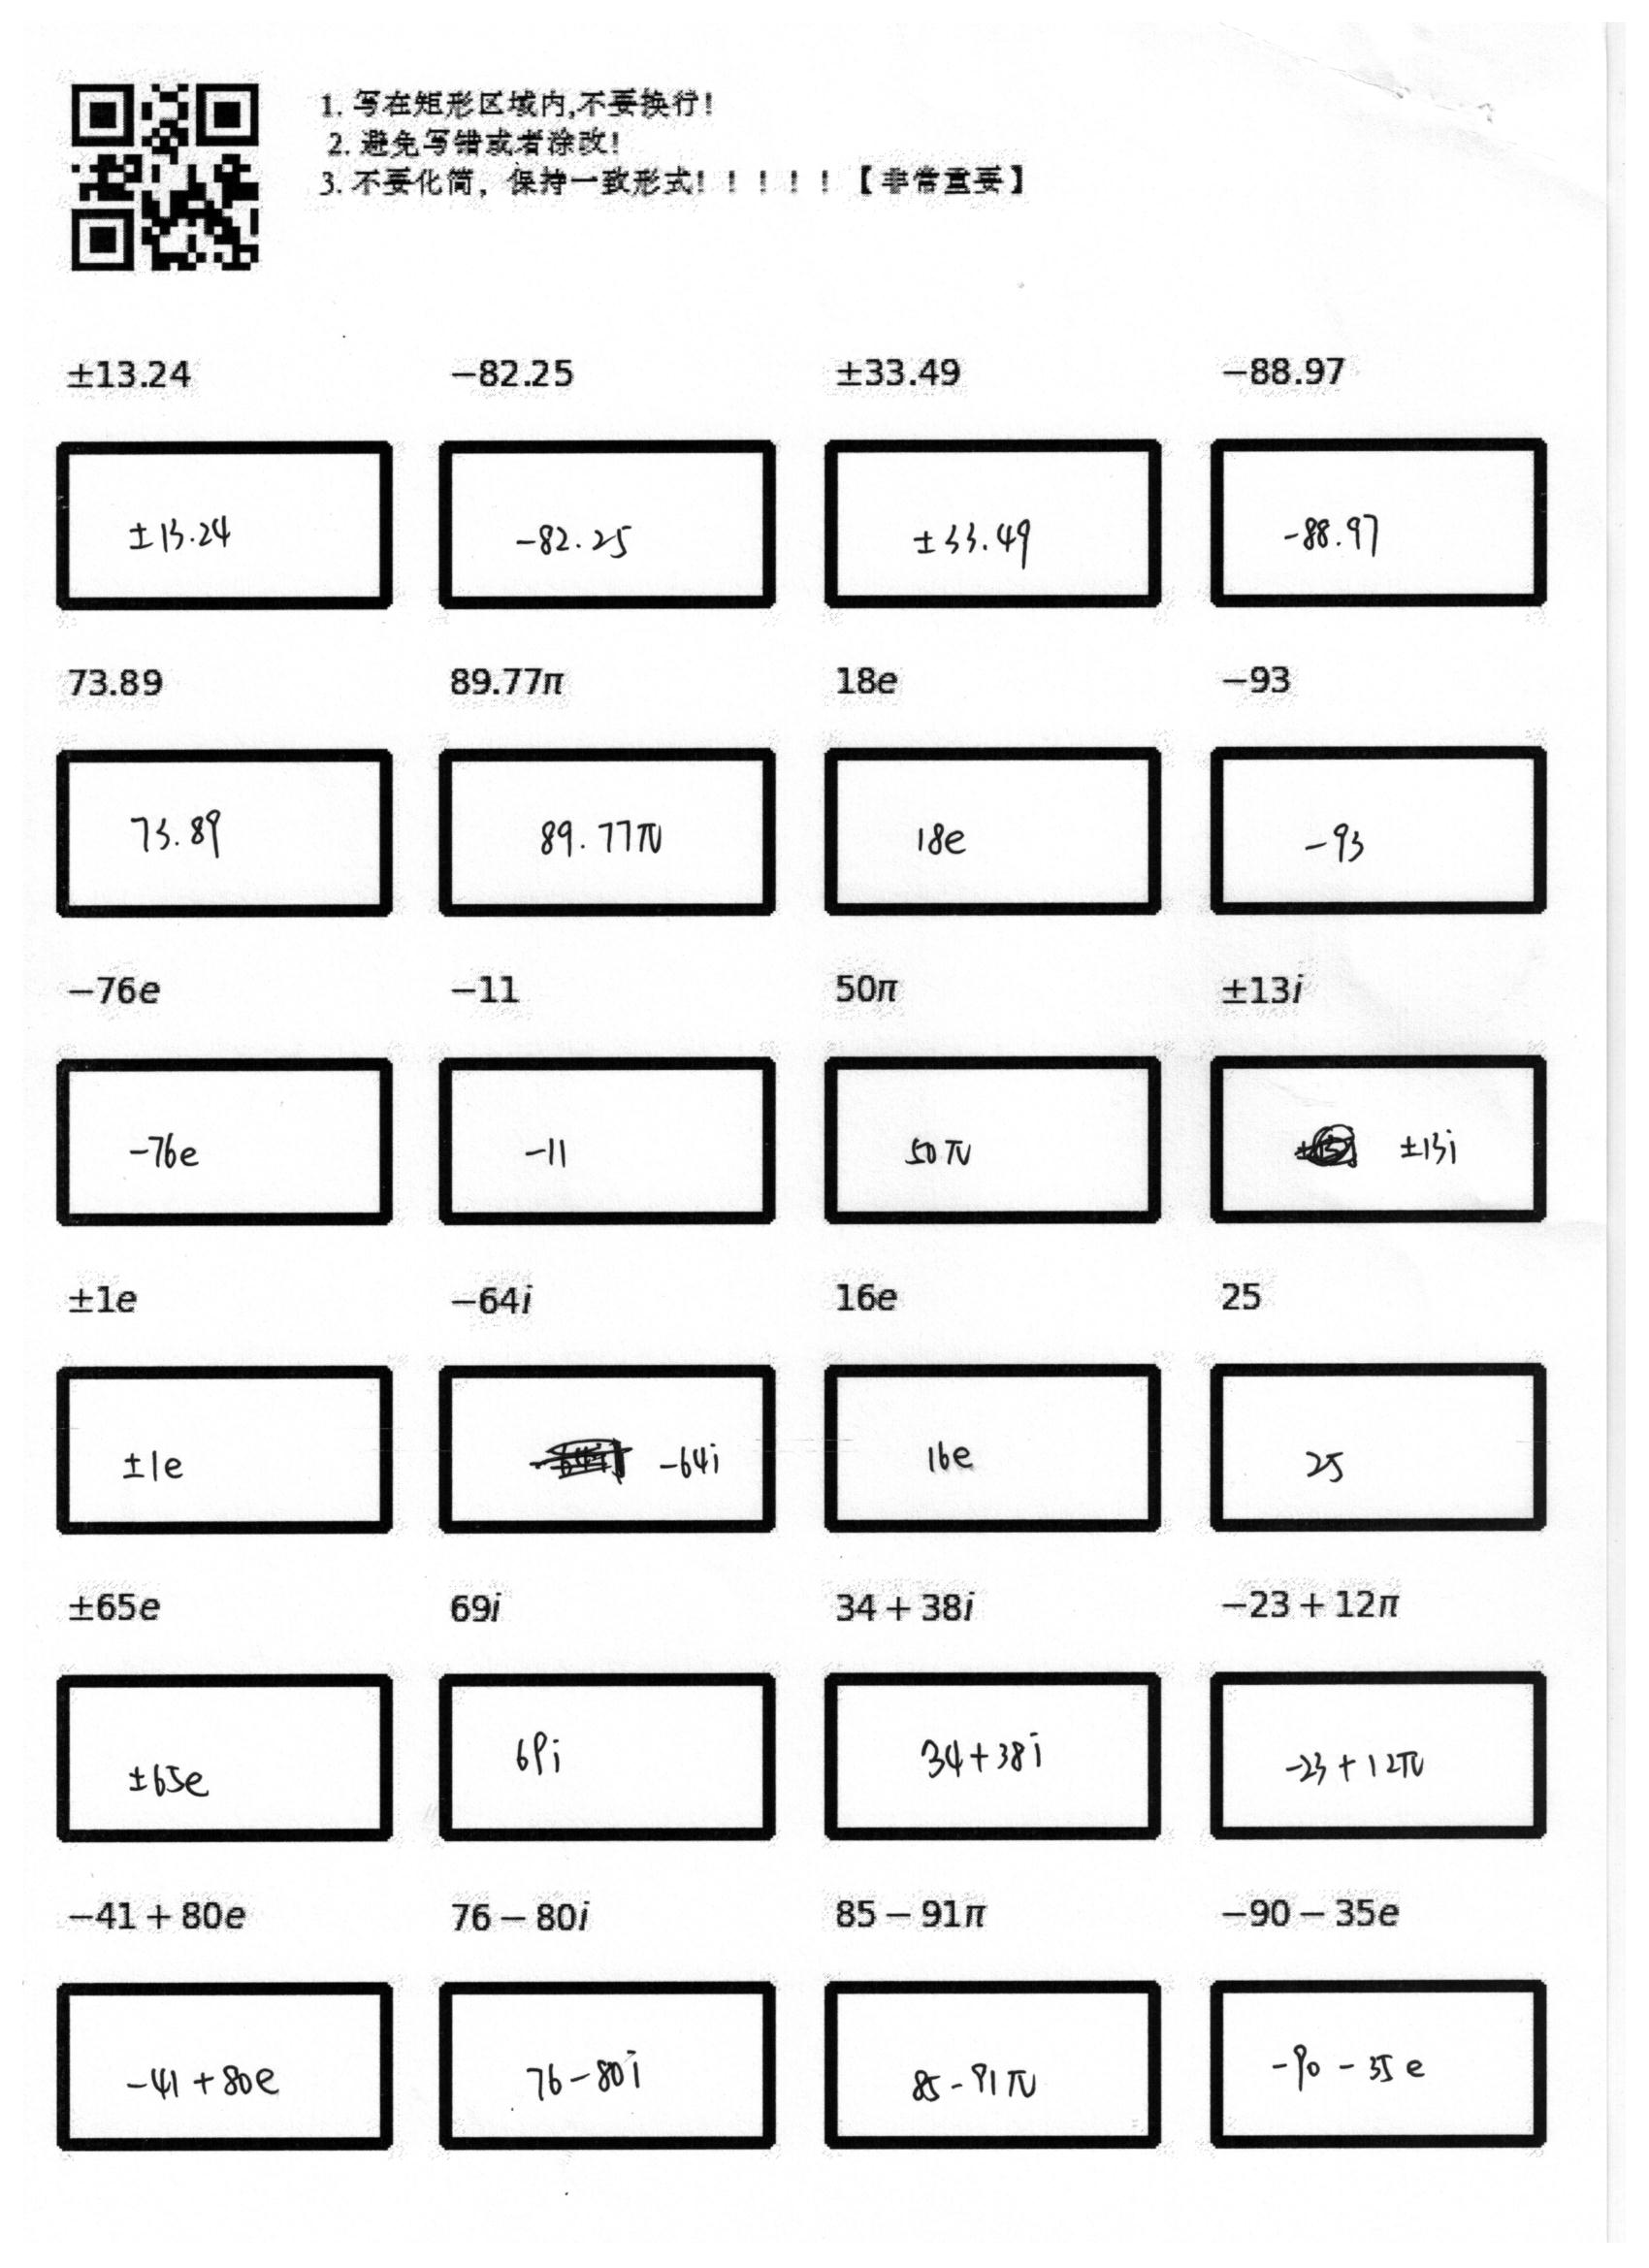 1. 写在矩形区域内,不要换行!
2. 避免写错或者涂改!
3. 不要化简，保持一致形式! ! ! ! !【非常重要】
±13.24 −82.25 ±33.49 −88.97
±13.24 -82.25 ±33.49 -88.97
73.89 89.77π 18e −93
73.89 89.77π 18e -93
−76e −11 50π ±13i
-76e -11 50π ±13i
±1e −64i 16e 25
±1e -64i 16e 25
±65e 69i 34 + 38i −23 + 12π
±65e 69i 34+38i -23+12π
−41 + 80e 76 − 80i 85 − 91π −90 − 35e
-41+80e 76-80i 85-91π -90-35e